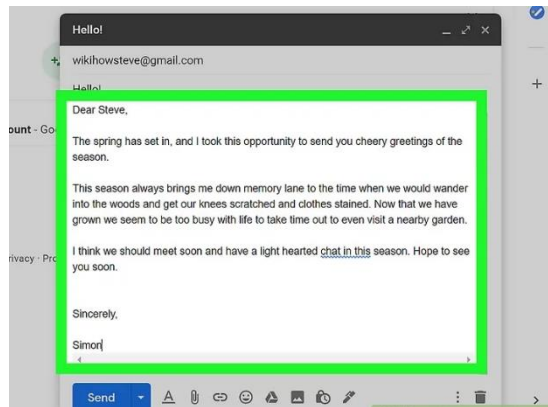 Hello!
wikihowsteve@gmail.com
Hello!
Dear Steve,
ount - Go
The spring has set in, and I took this opportunity to send you cheery greetings of the
season.
This season always brings me down memory lane to the time when we would wander
into the woods and get our knees scratched and clothes stained. Now that we have
grown we seem to be too busy with life to take time out to even visit a nearby garden.
rivacy · Pro
I think we should meet soon and have a light hearted chat in this season. Hope to see
you soon.
Sincerely,
Simon
Send